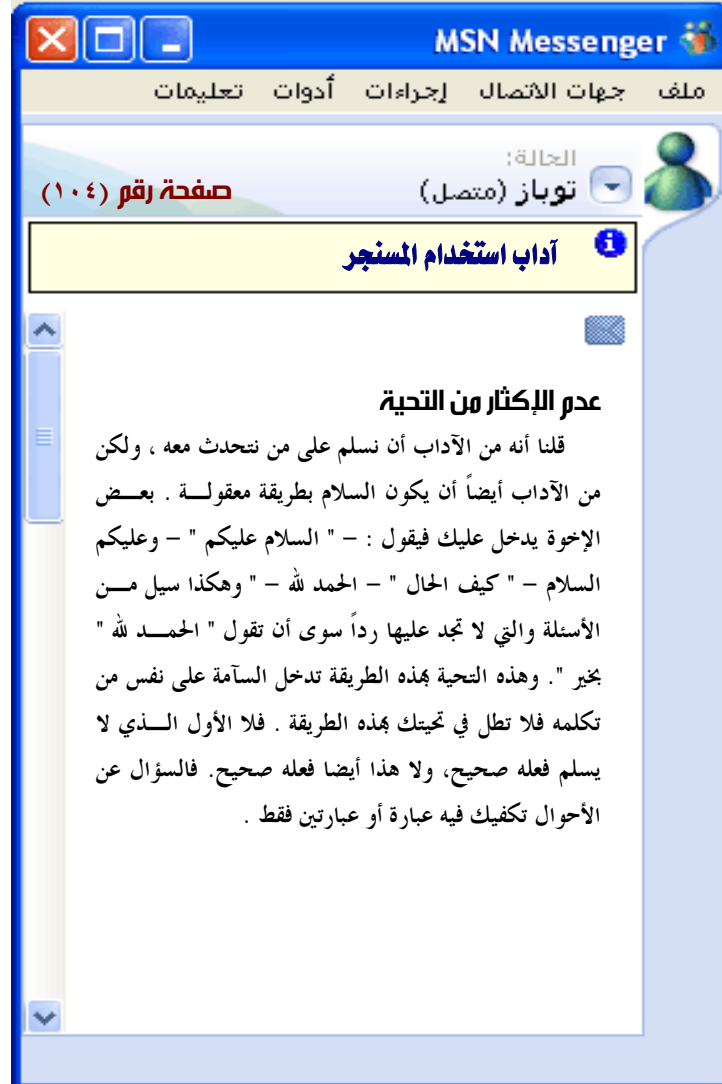 MSN Messenger
ملف جهات الاتصال إجراءات أدوات تعليمات
الحالة:
توباز (متصل)
صفحة رقم (١٠٤)
آداب استخدام المسنجر
عدم الإكثار من التحية
قلنا أنه من الآداب أن نسلم على من نتحدث معه ، ولكن
من الآداب أيضاً أن يكون السلام بطريقة معقولـــة . بعـــض
الإخوة يدخل عليك فيقول : – " السلام عليكم " – وعليكم
السلام – " كيف الحال " – الحمد لله – " وهكذا سيل مـــن
الأسئلة والتي لا تجد عليها رداً سوى أن تقول " الحمـــد لله "
بخير ". وهذه التحية بهذه الطريقة تدخل السآمة على نفس من
تكلمه فلا تطل في تحيتك بهذه الطريقة . فلا الأول الـــذي لا
يسلم فعله صحيح، ولا هذا أيضا فعله صحيح. فالسؤال عن
الأحوال تكفيك فيه عبارة أو عبارتين فقط .